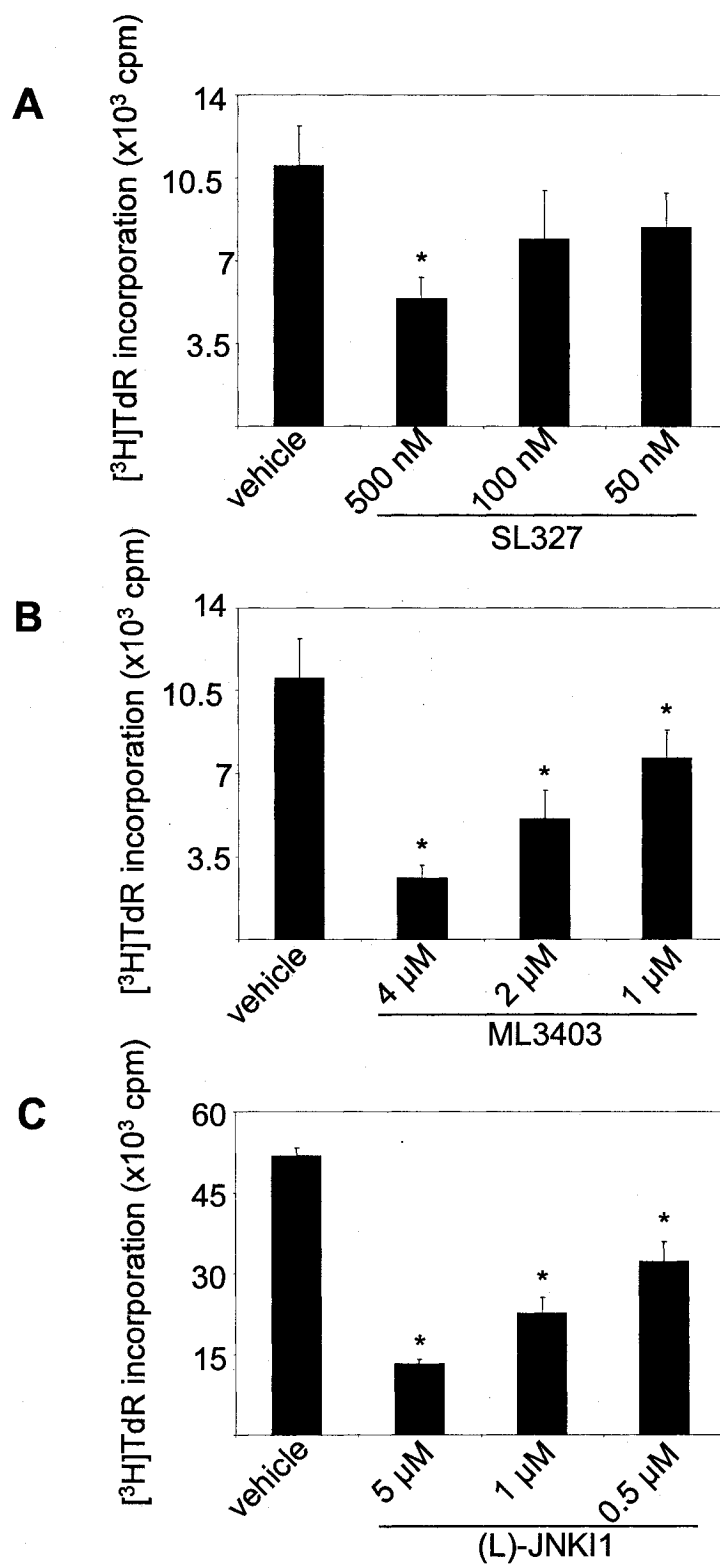 A
[³H]TdR incorporation (x10³ cpm)
14
10.5
7
3.5
*
vehicle
500 nM
100 nM
50 nM
SL327
B
[³H]TdR incorporation (x10³ cpm)
14
10.5
7
3.5
*
*
*
vehicle
4 µM
2 µM
1 µM
ML3403
C
[³H]TdR incorporation (x10³ cpm)
60
45
30
15
*
*
*
vehicle
5 µM
1 µM
0.5 µM
(L)-JNKI1